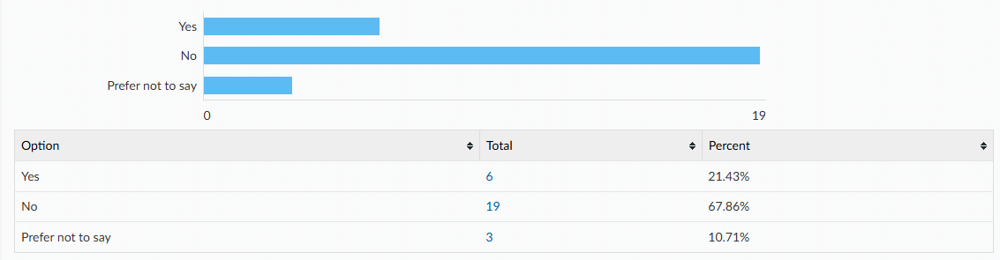 Yes
No
Prefer not to say
0 19
Option Total Percent
Yes 6 21.43%
No 19 67.86%
Prefer not to say 3 10.71%